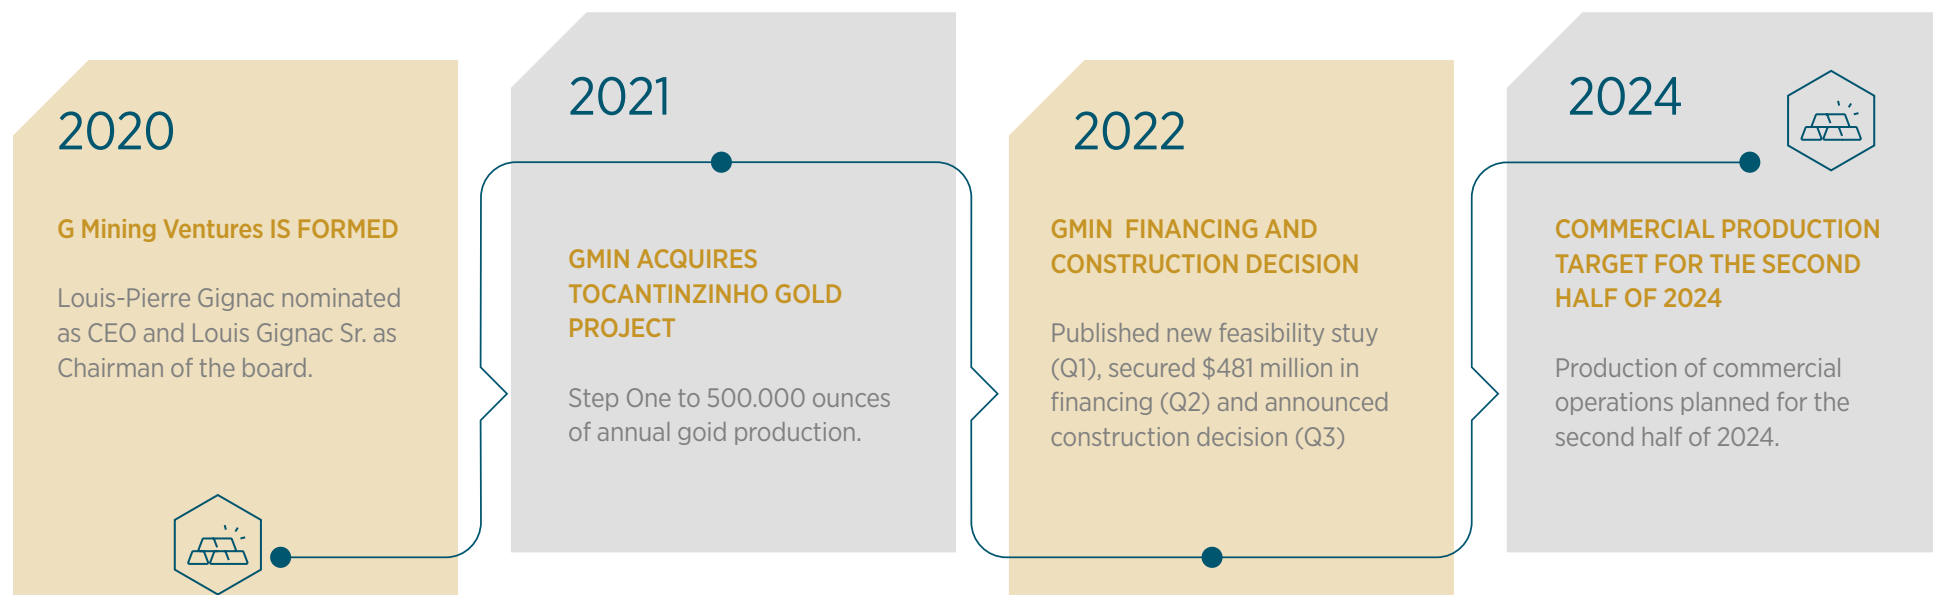 2020
G Mining Ventures IS FORMED
Louis-Pierre Gignac nominated
as CEO and Louis Gignac Sr. as
Chairman of the board.
2021
GMIN ACQUIRES
TOCANTINZINHO GOLD
PROJECT
Step One to 500.000 ounces
of annual goid production.
2022
GMIN FINANCING AND
CONSTRUCTION DECISION
Published new feasibility stuy
(Q1), secured $481 million in
financing (Q2) and announced
construction decision (Q3)
2024
COMMERCIAL PRODUCTION
TARGET FOR THE SECOND
HALF OF 2024
Production of commercial
operations planned for the
second half of 2024.